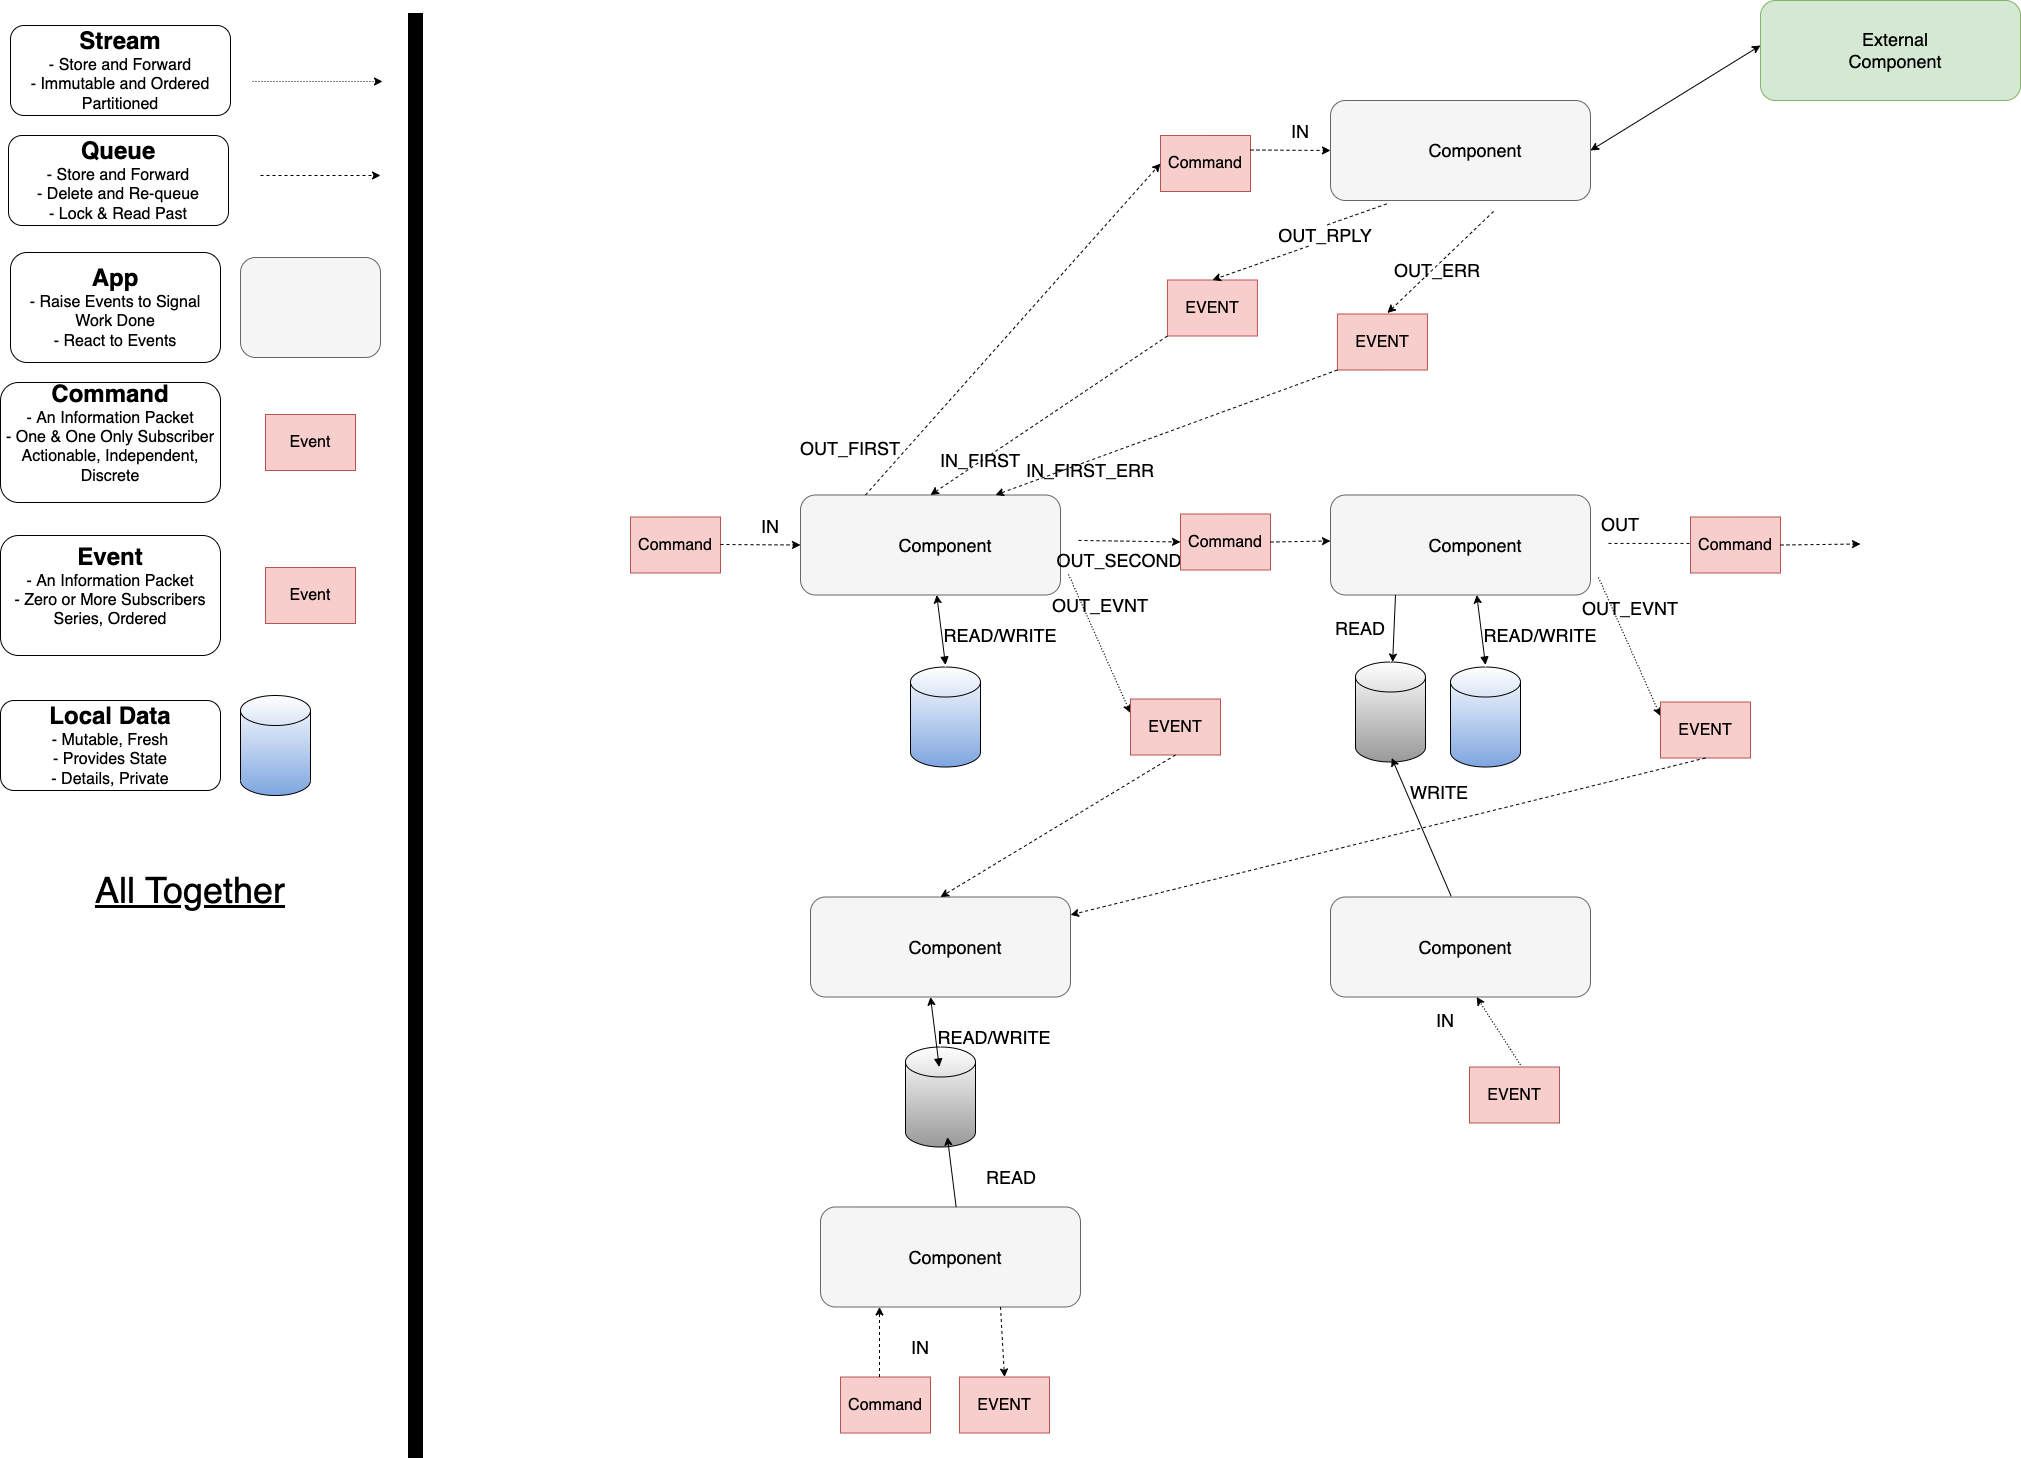 Stream
- Store and Forward
- Immutable and Ordered
Partitioned
Queue
- Store and Forward
- Delete and Re-queue
- Lock & Read Past
App
- Raise Events to Signal
Work Done
- React to Events
Command
- An Information Packet
- One & One Only Subscriber
Actionable, Independent,
Discrete
Event
Event
- An Information Packet
- Zero or More Subscribers
Series, Ordered
Event
Local Data
- Mutable, Fresh
- Provides State
- Details, Private
All Together
External
Component
IN
Command
Component
OUT_RPLY
OUT_ERR
EVENT
EVENT
OUT_FIRST
IN_FIRST
IN_FIRST_ERR
IN
Command
Component
Command
OUT_SECOND
Component
OUT
Command
OUT_EVNT
OUT_EVNT
READ/WRITE
READ
READ/WRITE
EVENT
EVENT
WRITE
Component
Component
IN
READ/WRITE
EVENT
READ
Component
IN
Command
EVENT